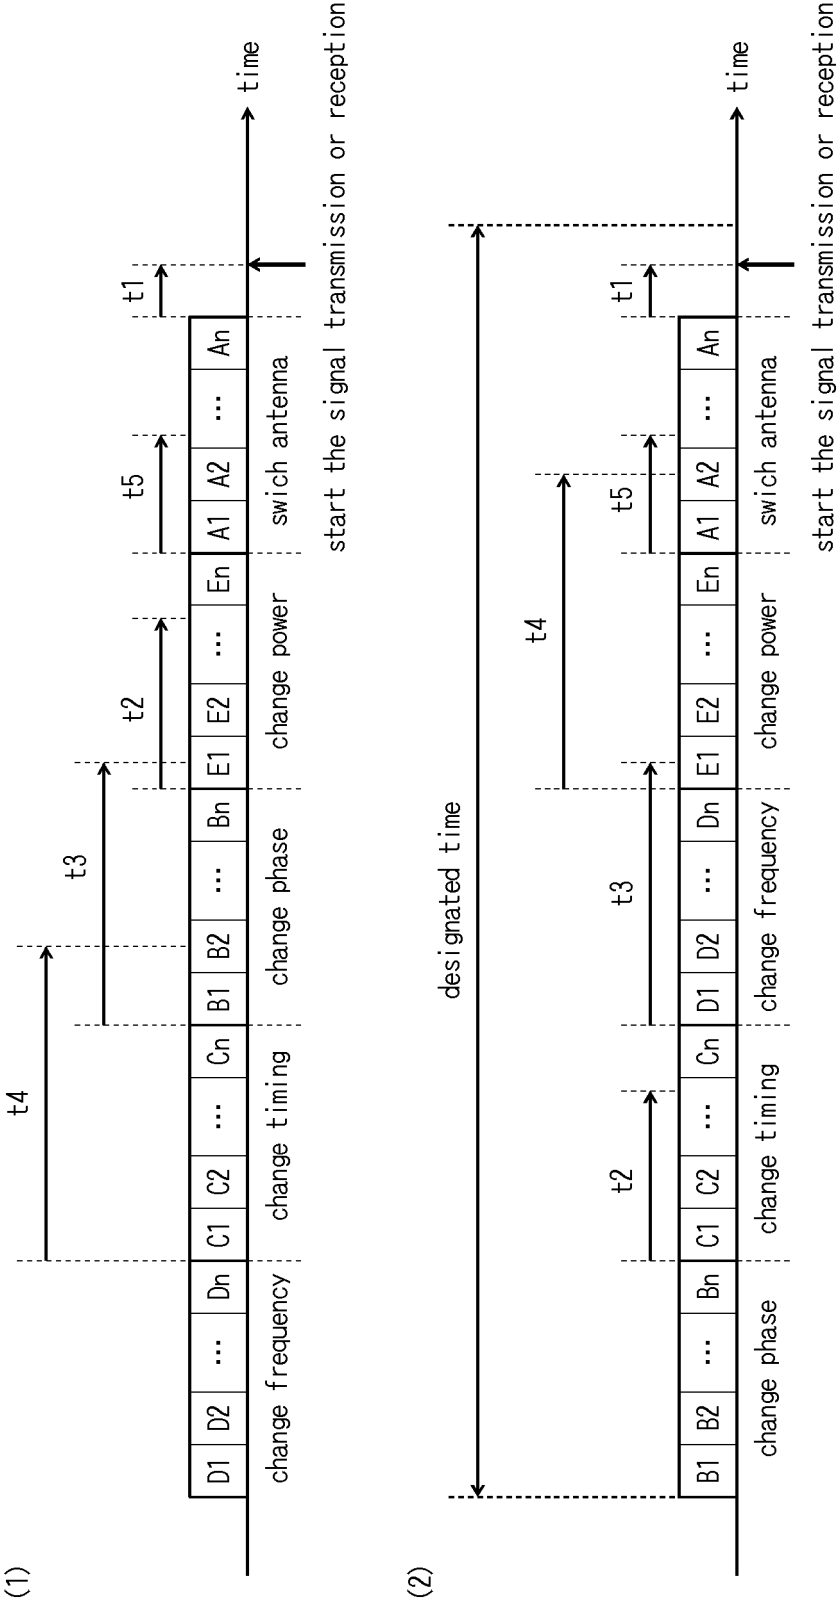 (1)
t4
t3
t2
t5
t1
D1 D2 ... Dn C1 C2 ... Cn B1 B2 ... Bn E1 E2 ... En A1 A2 ... An
time
change frequency change timing change phase change power swich antenna
start the signal transmission or reception
(2)
designated time
t4
t2
t3
t5
t1
B1 B2 ... Bn C1 C2 ... Cn D1 D2 ... Dn E1 E2 ... En A1 A2 ... An
time
change phase change timing change frequency change power swich antenna
start the signal transmission or reception